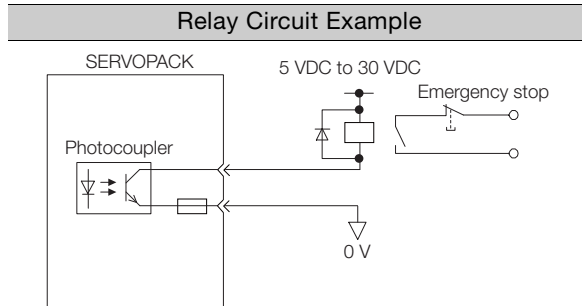 Relay Circuit Example
SERVOPACK
5 VDC to 30 VDC
Emergency stop
Photocoupler
0 V